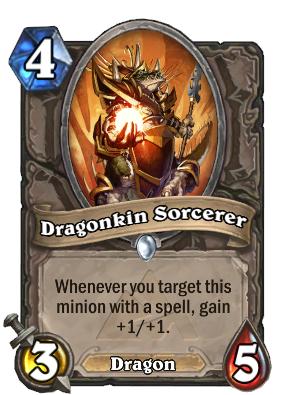 4
Dragonkin Sorcerer
Whenever you target this
minion with a spell, gain
+1/+1.
3
Dragon
5